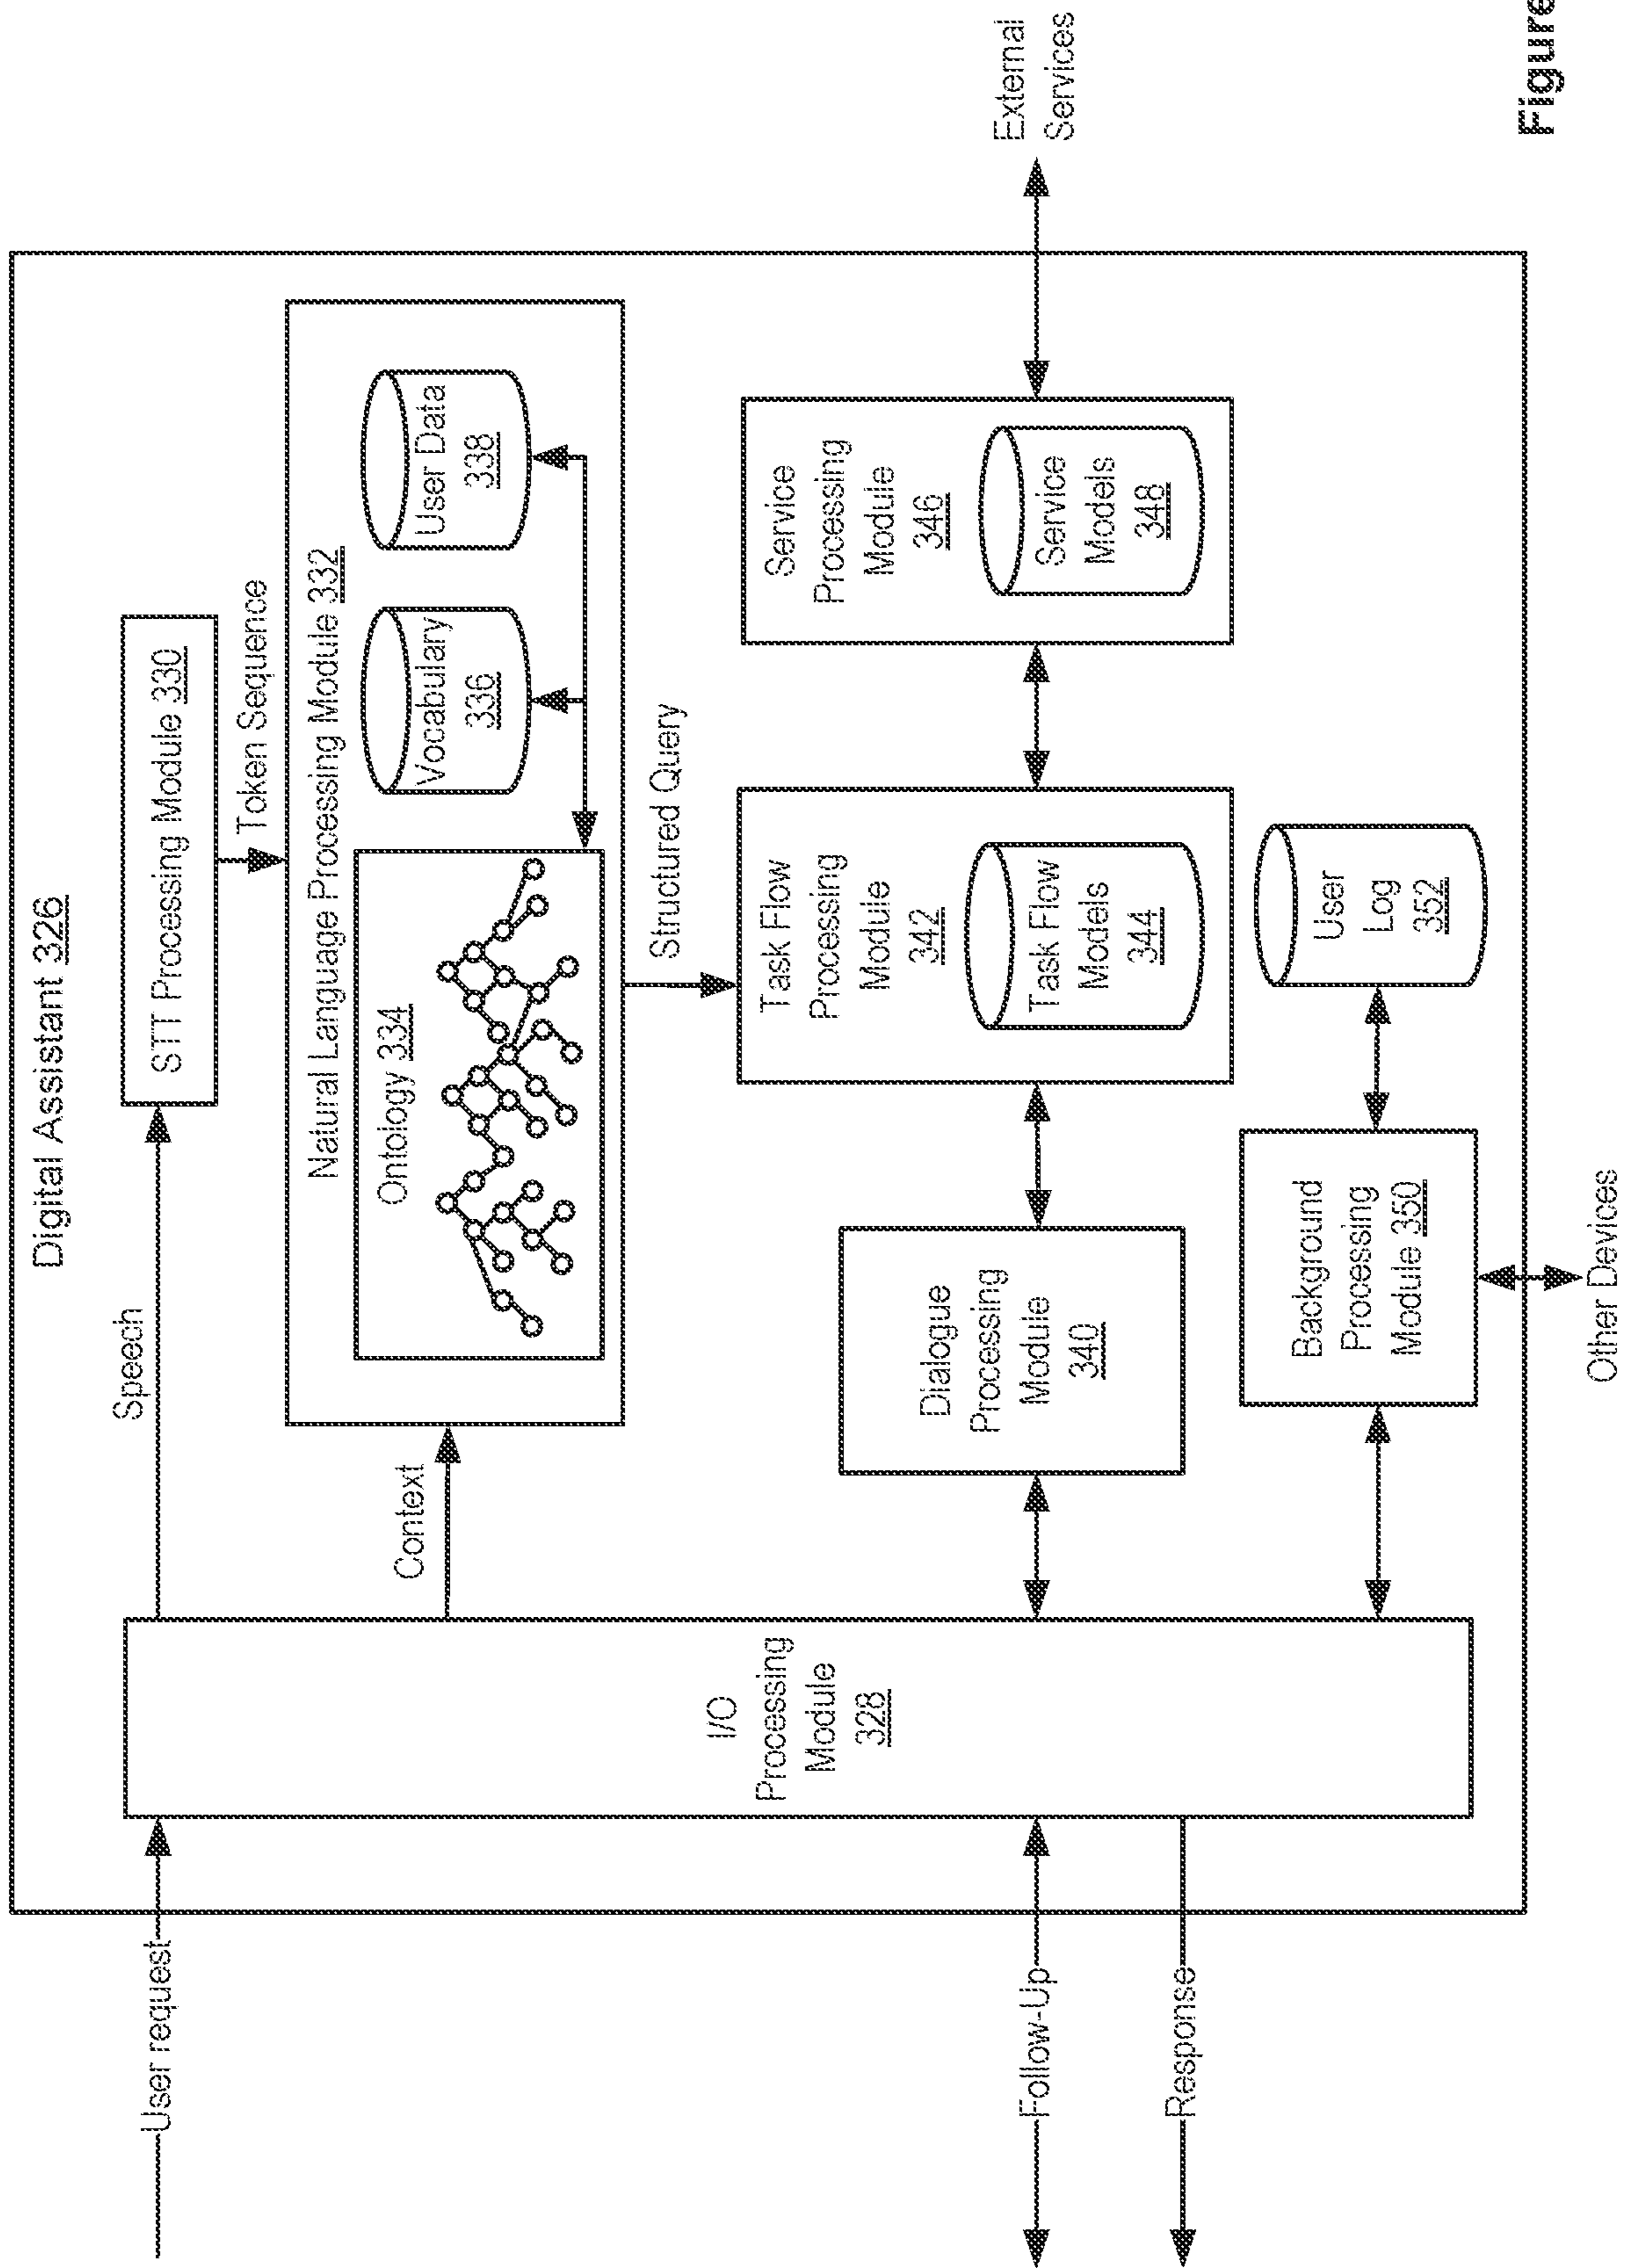 Digital Assistant 326
User request
Speech
STT Processing Module 330
Token Sequence
Context
Natural Language Processing Module 332
Ontology 334
Vocabulary
336
User Data
338
Structured Query
I/O
Processing
Module
328
Dialogue
Processing
Module
340
Task Flow
Processing
Module
342
Task Flow
Models
344
Service
Processing
Module
346
Service
Models
348
External
Services
Follow-Up
Response
Background
Processing
Module 350
User
Log
352
Other Devices
Figure